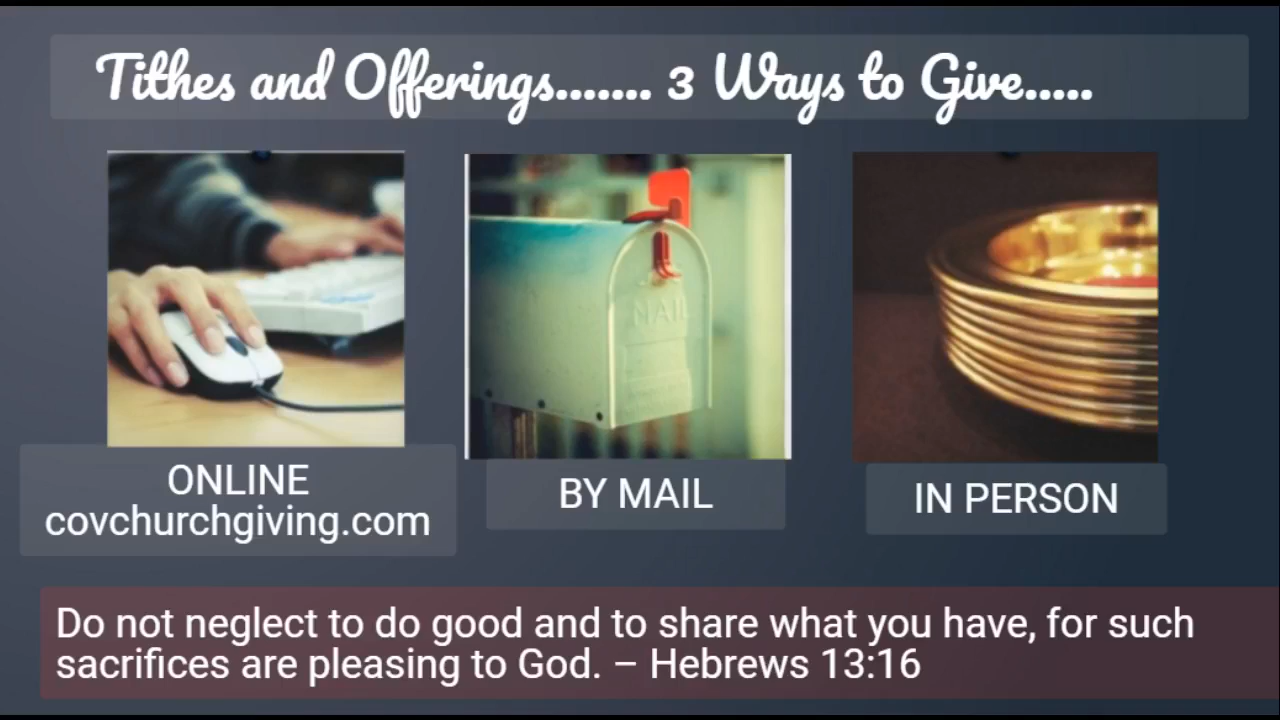 Tithes and Offerings....... 3 Ways to Give.....
MAIL
ONLINE
covchurchgiving.com
BY MAIL
IN PERSON
Do not neglect to do good and to share what you have, for such
sacrifices are pleasing to God. – Hebrews 13:16